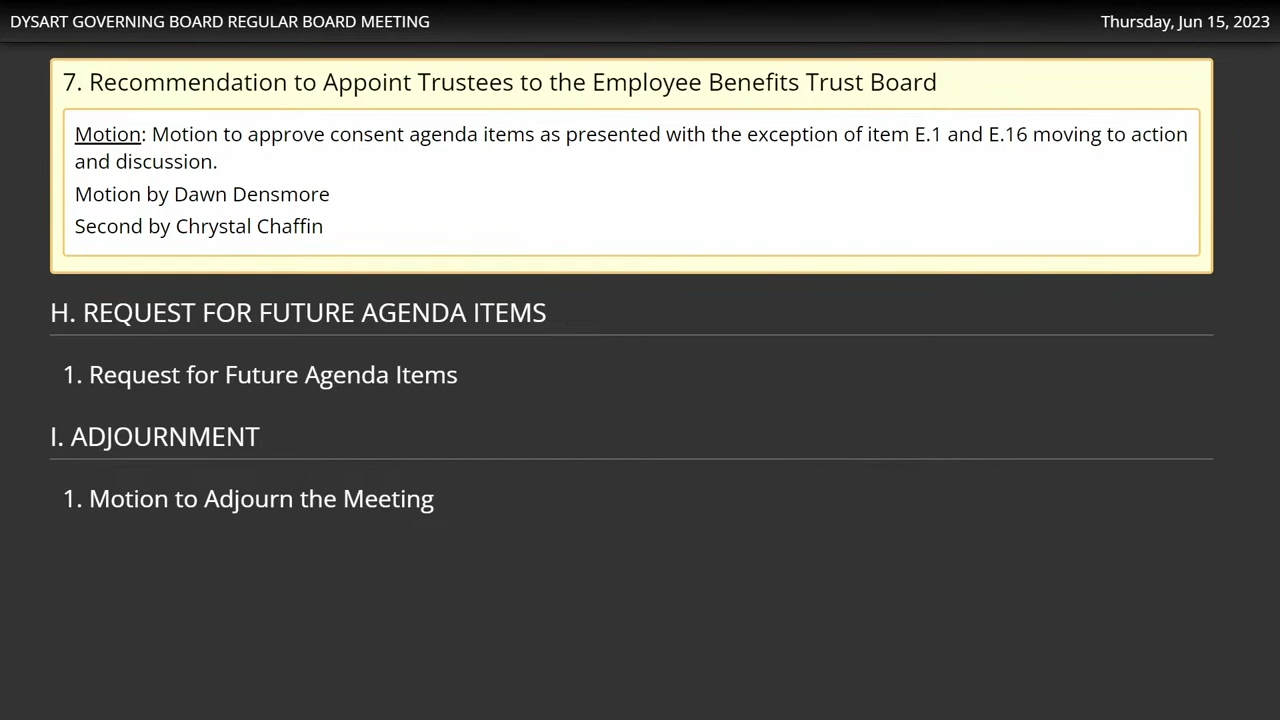 DYSART GOVERNING BOARD REGULAR BOARD MEETING
Thursday, Jun 15, 2023
7. Recommendation to Appoint Trustees to the Employee Benefits Trust Board
Motion: Motion to approve consent agenda items as presented with the exception of item E.1 and E.16 moving to action
and discussion.
Motion by Dawn Densmore
Second by Chrystal Chaffin
H. REQUEST FOR FUTURE AGENDA ITEMS
1. Request for Future Agenda Items
I. ADJOURNMENT
1. Motion to Adjourn the Meeting